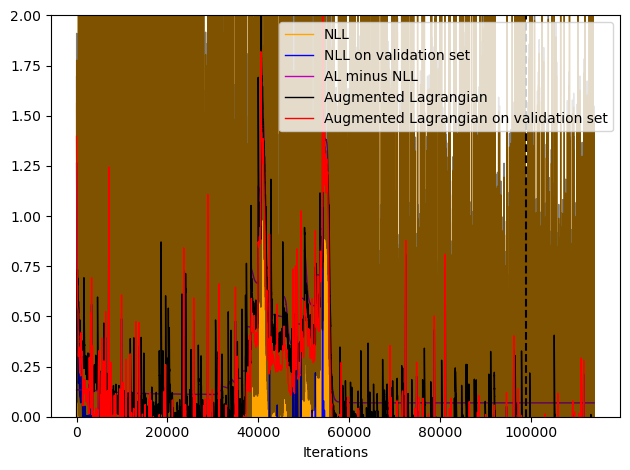 2.00
1.75
1.50
1.25
1.00
0.75
0.50
0.25
0.00
NLL
NLL on validation set
AL minus NLL
Augmented Lagrangian
Augmented Lagrangian on validation set
0 20000 40000 60000 80000 100000
Iterations